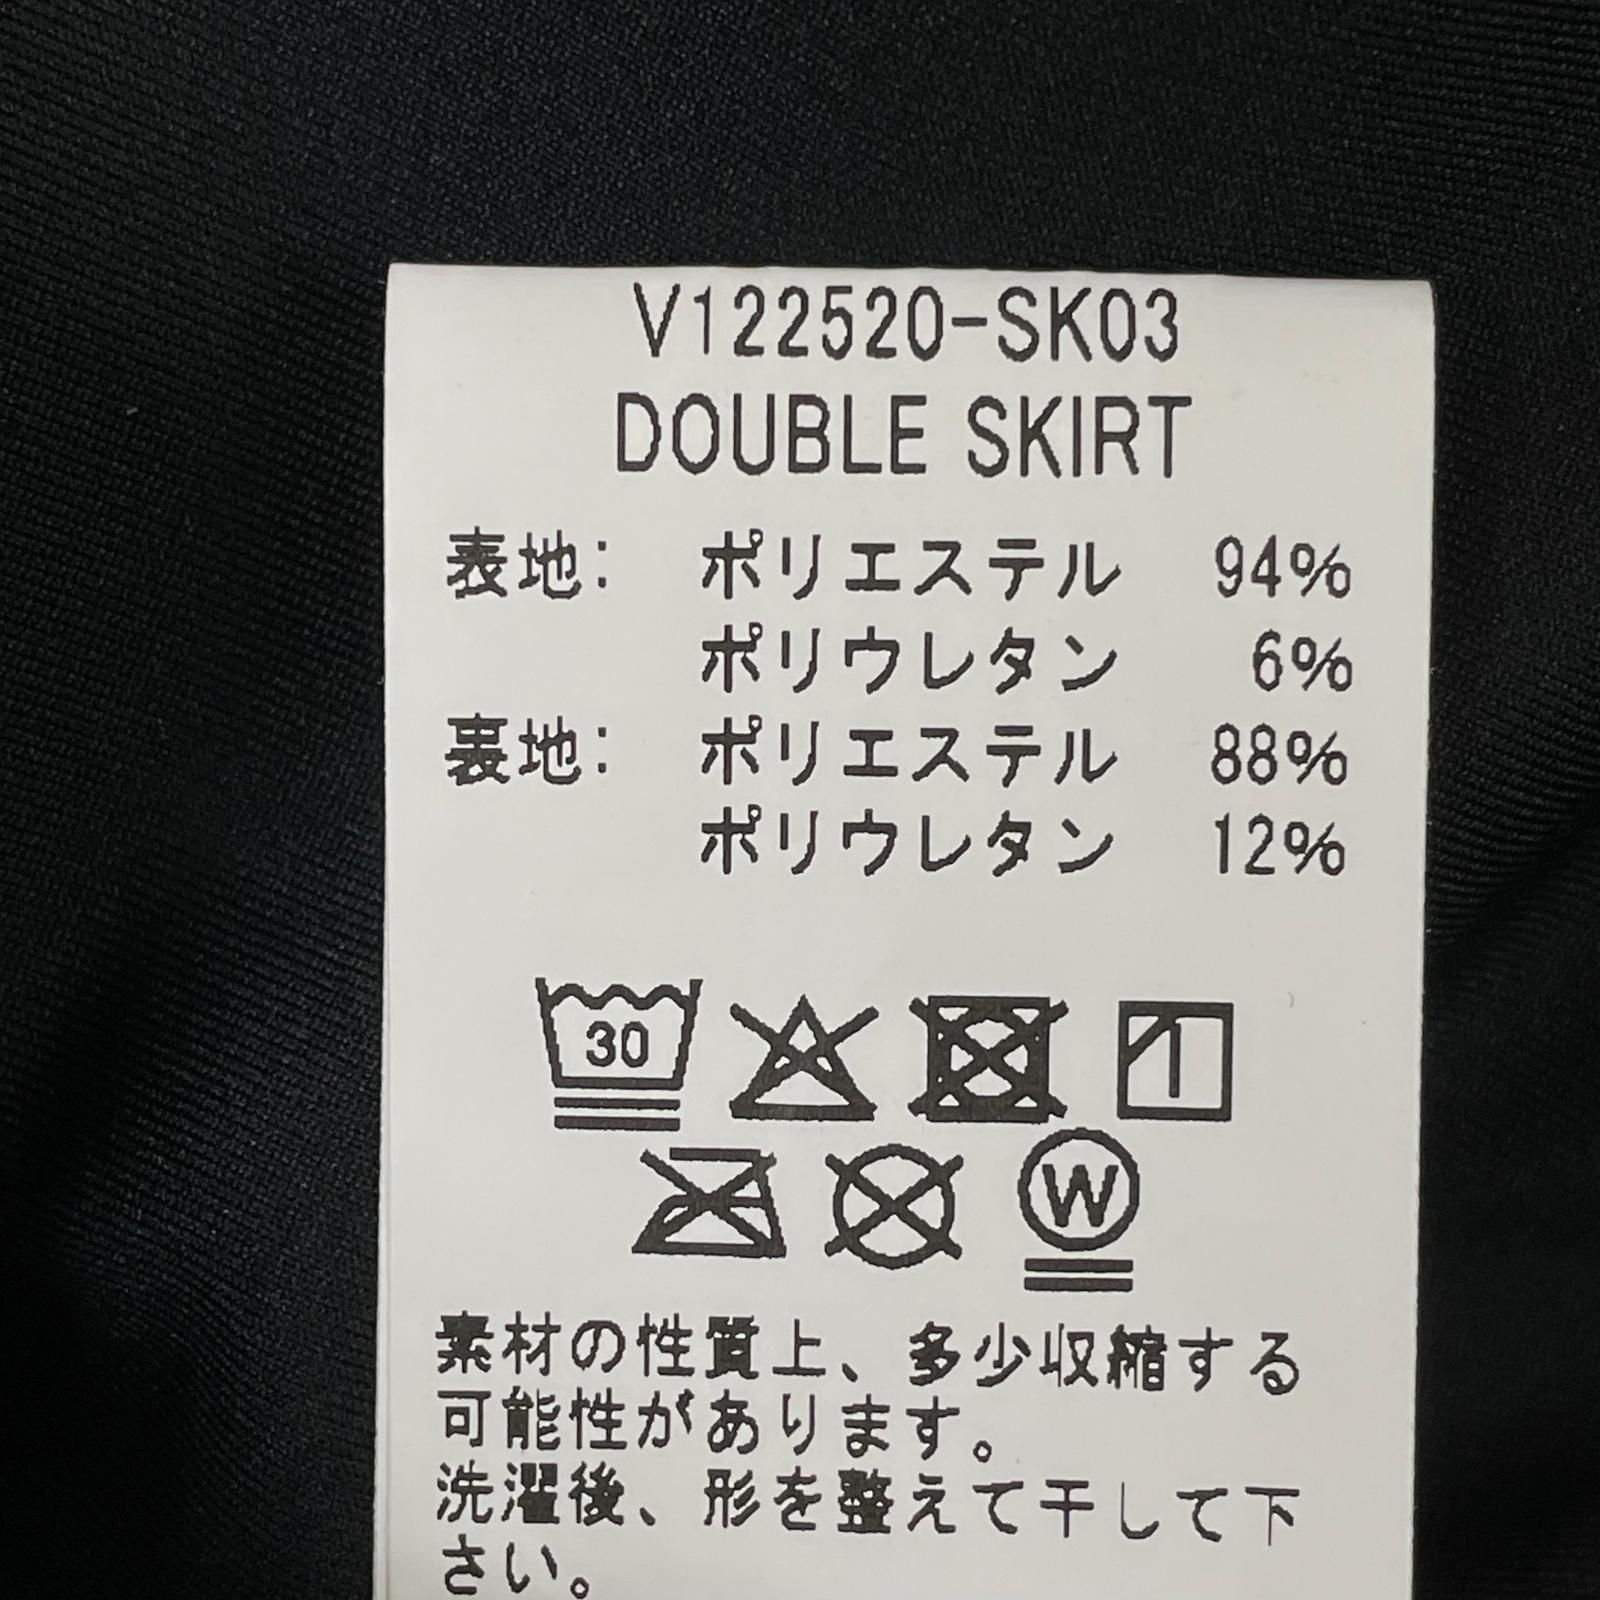 V122520-SK03
DOUBLE SKIRT
表地: ポリエステル 94%
ポリウレタン 6%
裏地: ポリエステル 88%
ポリウレタン 12%
30
W
素材の性質上、多少収縮する
可能性があります。
洗濯後、形を整えて干して下
さい。